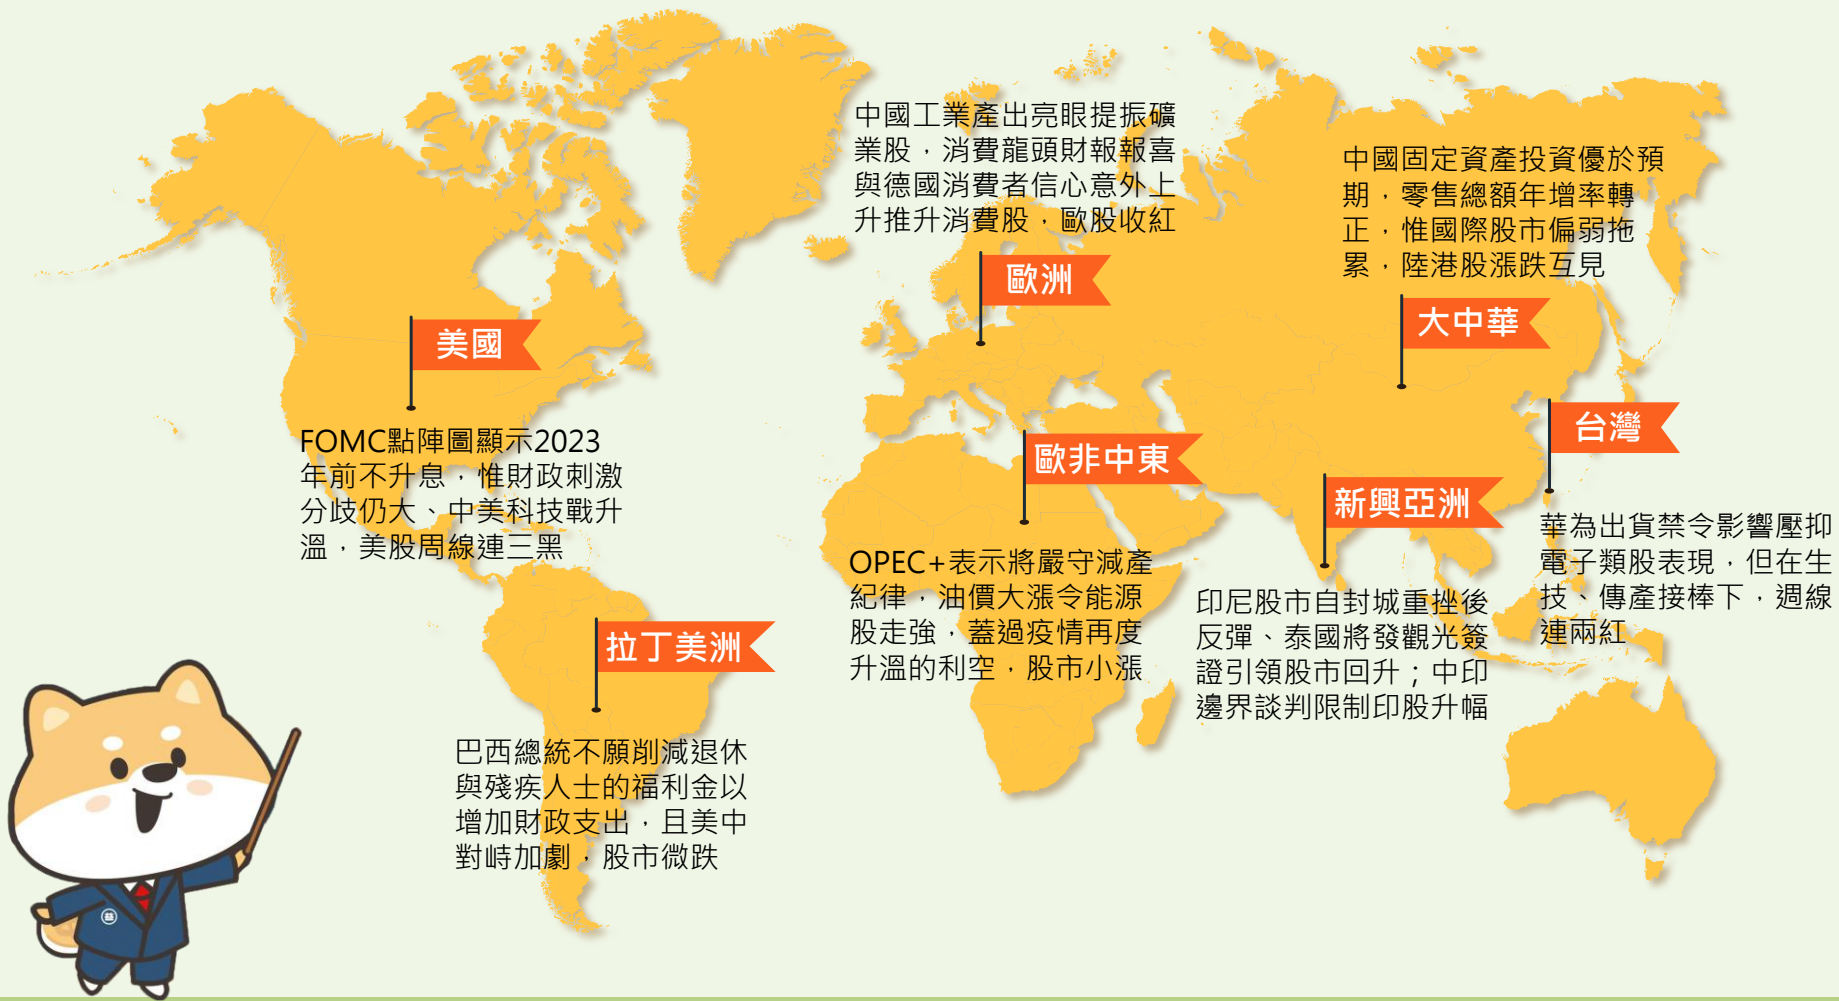 美國
FOMC點陣圖顯示2023
年前不升息，惟財政刺激
分歧仍大、中美科技戰升
溫，美股周線連三黑
拉丁美洲
巴西總統不願削減退休
與殘疾人士的福利金以
增加財政支出，且美中
對峙加劇，股市微跌
中國工業產出亮眼提振礦
業股，消費龍頭財報報喜
與德國消費者信心意外上
升推升消費股，歐股收紅
歐洲
歐非中東
OPEC+表示將嚴守減產
紀律，油價大漲令能源
股走強，蓋過疫情再度
升溫的利空，股市小漲
中國固定資產投資優於預
期，零售總額年增率轉
正，惟國際股市偏弱拖
累，陸港股漲跌互見
大中華
新興亞洲
印尼股市自封城重挫後
反彈、泰國將發觀光簽
證引領股市回升；中印
邊界談判限制印股升幅
台灣
華為出貨禁令影響壓抑
電子類股表現，但在生
技、傳產接棒下，週線
連兩紅